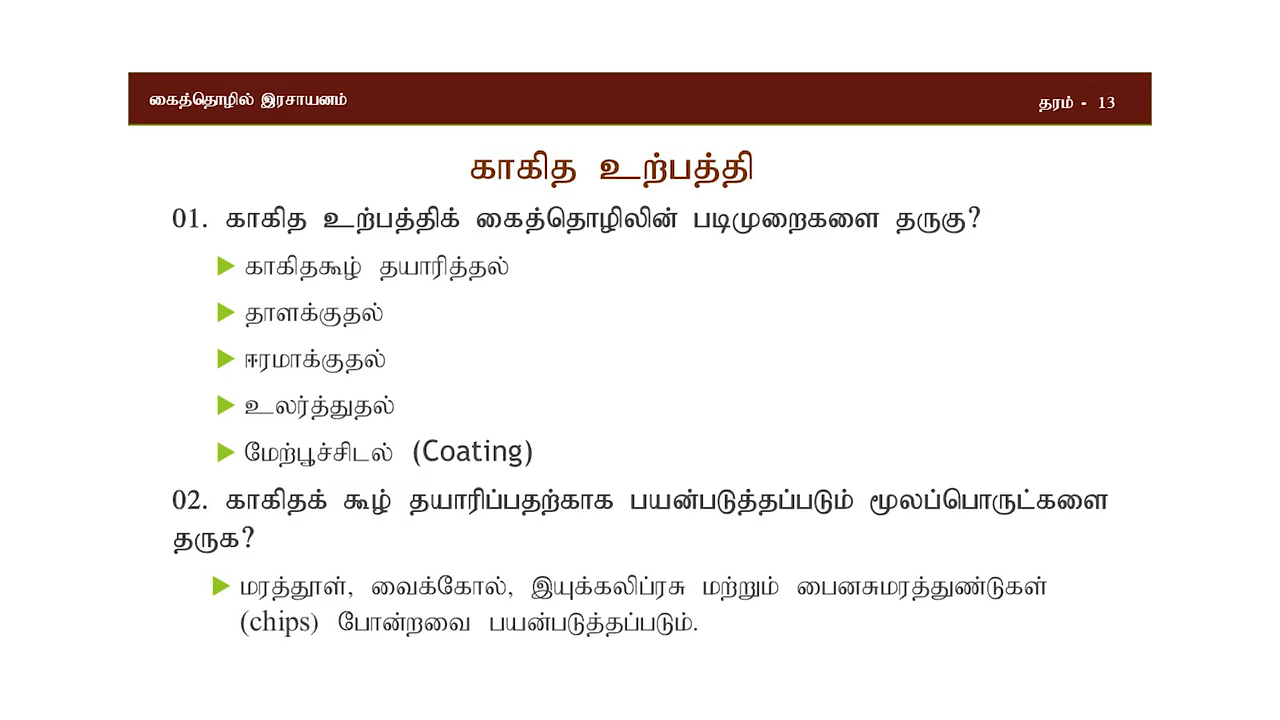 கைத்தொழில் இரசாயனம்
தரம் - 13
காகித உற்பத்தி
01. காகித உற்பத்திக் கைத்தொழிலின் படிமுறைகளை தருகு?
காகிதகூழ் தயாரித்தல்
தாளக்குதல்
ஈரமாக்குதல்
உலர்த்துதல்
மேற்பூச்சிடல் (Coating)
02. காகிதக் கூழ் தயாரிப்பதற்காக பயன்படுத்தப்படும் மூலப்பொருட்களை
தருக?
மரத்தூள், வைக்கோல், இயுக்கலிப்ரசு மற்றும் பைனசுமரத்துண்டுகள்
(chips) போன்றவை பயன்படுத்தப்படும்.